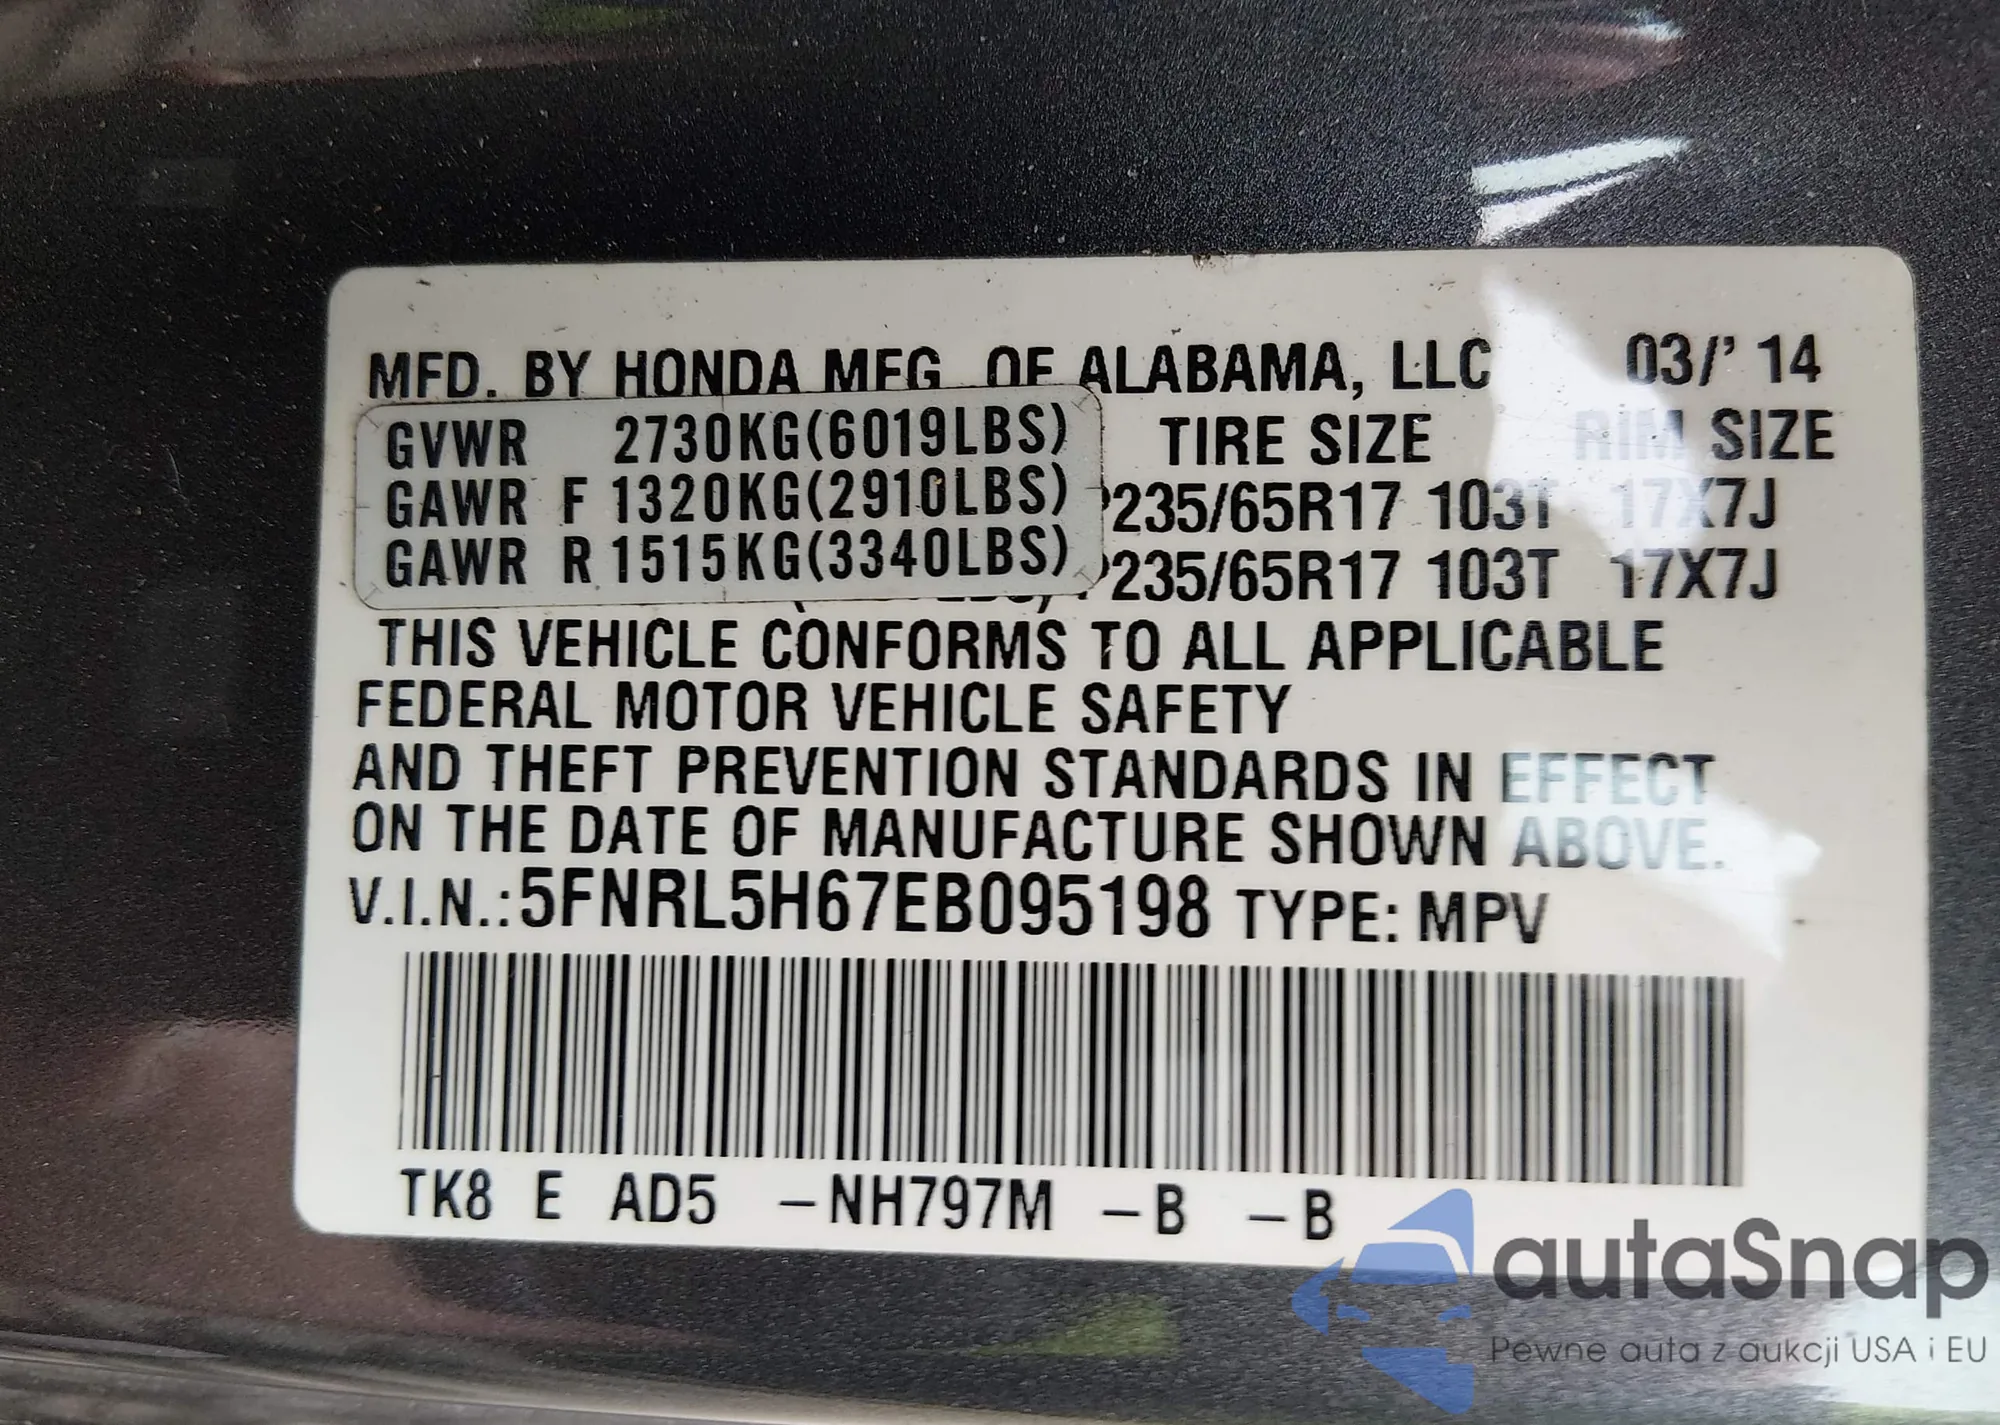 MFD. BY HONDA MFG OF ALABAMA, LLC 03/'14
GVWR 2730KG(6019LBS) TIRE SIZE RIM SIZE
GAWR F 1320KG(2910LBS) P235/65R17 103T 17X7J
GAWR R 1515KG(3340LBS) P235/65R17 103T 17X7J
THIS VEHICLE CONFORMS TO ALL APPLICABLE
FEDERAL MOTOR VEHICLE SAFETY
AND THEFT PREVENTION STANDARDS IN EFFECT
ON THE DATE OF MANUFACTURE SHOWN ABOVE.
V.I.N.:5FNRL5H67EB095198 TYPE: MPV
TK8 E AD5 -NH797M -B -B
autaSnap
Pewne auta z aukcji USA i EU